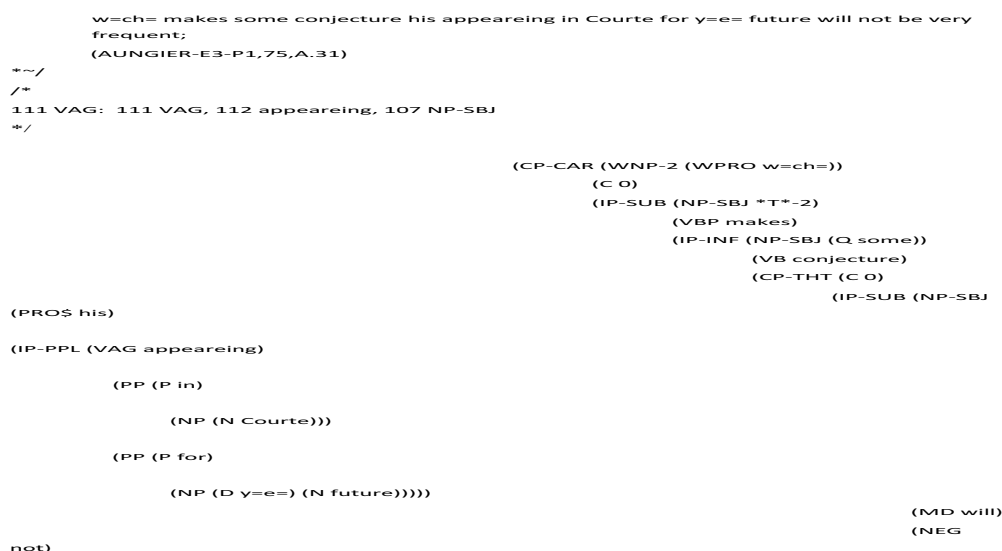 w=ch= makes some conjecture his appeareing in Courte for y=e= future will not be very
frequent;
(AUNGIER-E3-P1,75,A.31)
*~/
/*
111 VAG: 111 VAG, 112 appeareing, 107 NP-SBJ
*/
(CP-CAR (WNP-2 (WPRO w=ch=))
(C 0)
(IP-SUB (NP-SBJ *T*-2)
(VBP makes)
(IP-INF (NP-SBJ (Q some))
(VB conjecture)
(CP-THT (C 0)
(IP-SUB (NP-SBJ
(PRO$ his)
(IP-PPL (VAG appeareing)
(PP (P in)
(NP (N Courte)))
(PP (P for)
(NP (D y=e=) (N future)))))
(MD will)
(NEG
not)